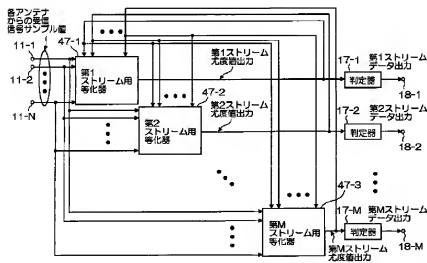 各アンテナ
からの受信
信号サンプル値
47-1
11-1
11-2
11-N
第1
ストリーム用
等化器
第1ストリーム
尤度値出力
17-1
第1ストリーム
データ出力
判定器
18-1
47-2
第2
ストリーム用
等化器
第2ストリーム
尤度値出力
17-2
第2ストリーム
データ出力
判定器
18-2
47-3
第M
ストリーム用
等化器
17-M
第Mストリーム
データ出力
判定器
18-M
第Mストリーム
尤度値出力